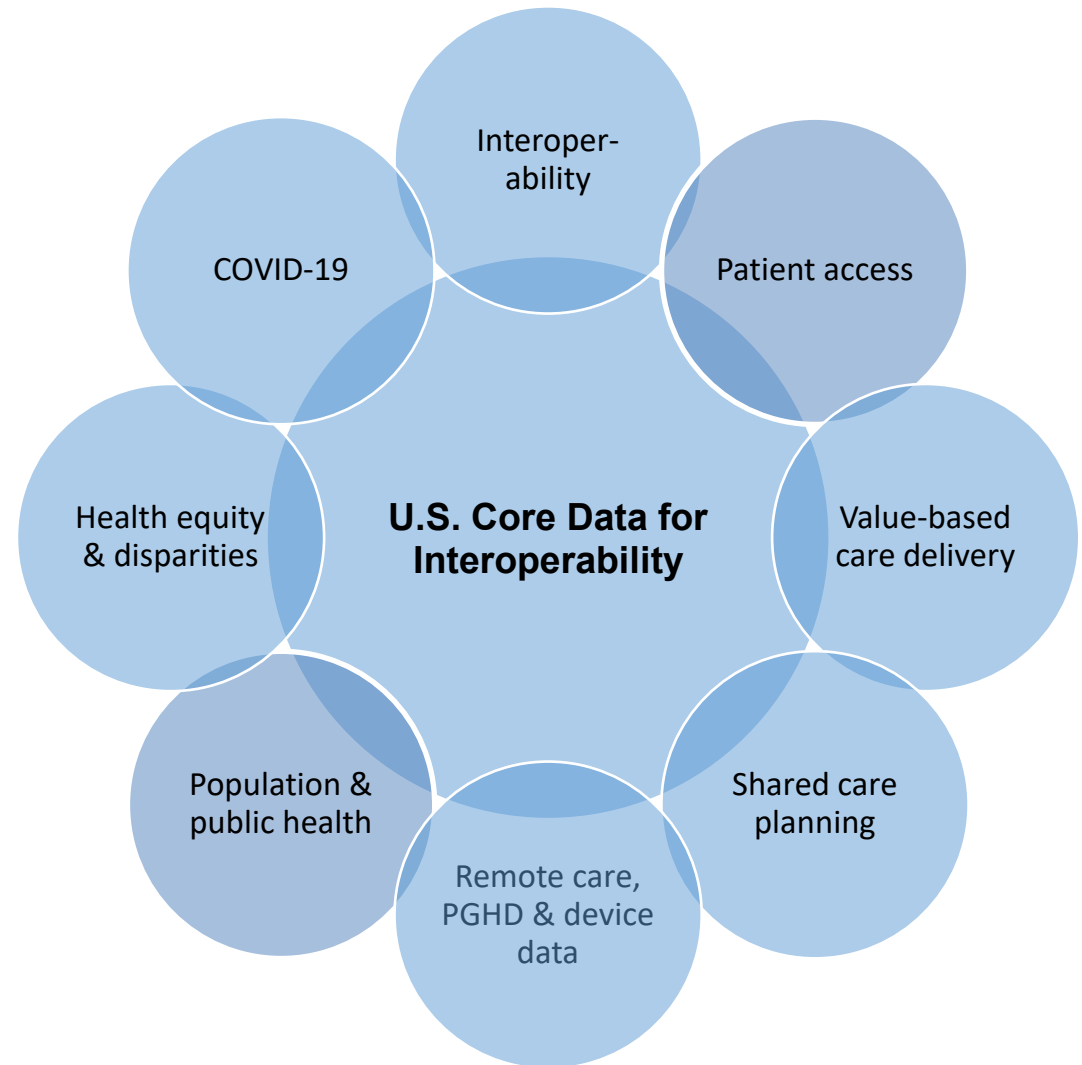 Interoper-
ability
Patient access
COVID-19
Health equity
& disparities
U.S. Core Data for
Interoperability
Value-based
care delivery
Population &
public health
Shared care
planning
Remote care,
PGHD & device
data